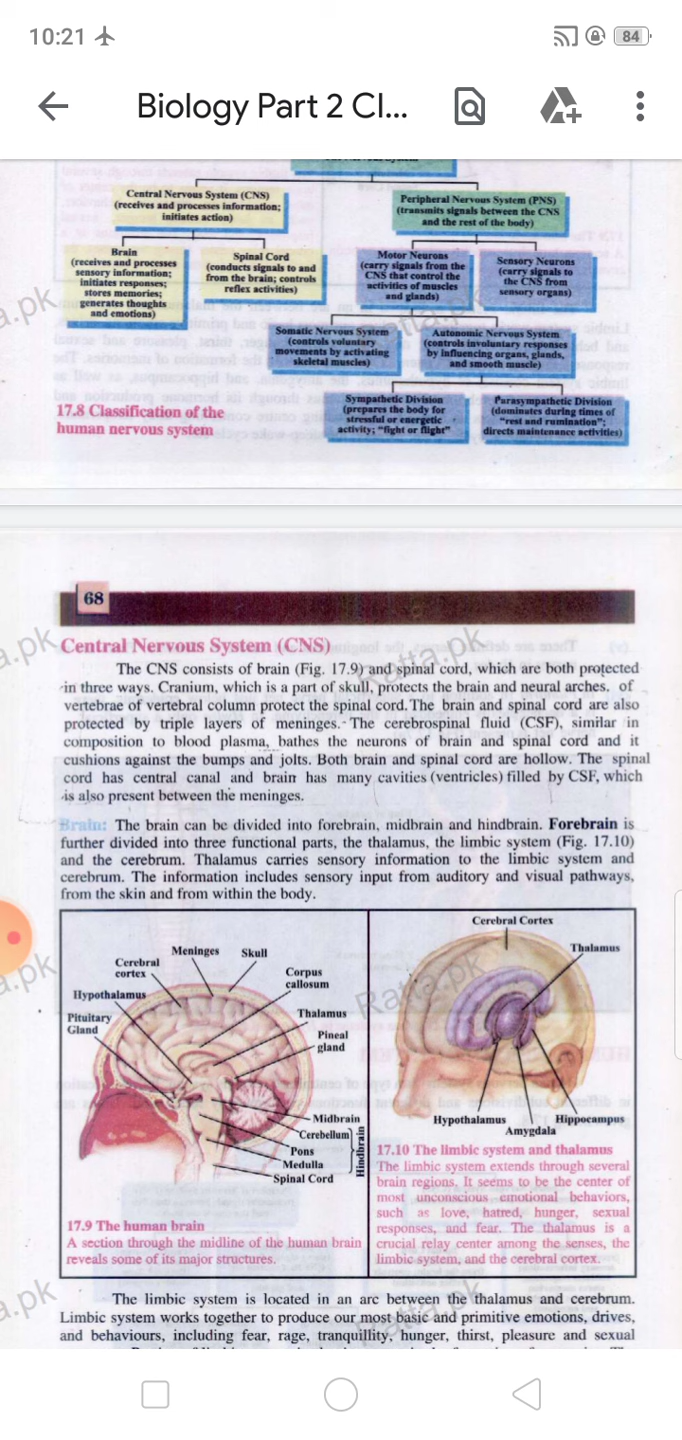 10:21
84
Biology Part 2 Cl...
Central Nervous System (CNS)
(receives and processes information;
initiates action)
Peripheral Nervous System (PNS)
(transmits signals between the CNS
and the rest of the body)
Brain
(receives and processes
sensory information;
initiates responses;
stores memories;
generates thoughts
and emotions)
Spinal Cord
(conducts signals to and
from the brain; controls
reflex activities)
Motor Neurons
(carry signals from the
CNS that control the
activities of muscles
and glands)
Sensory Neurons
(carry signals to
the CNS from
sensory organs)
Somatic Nervous System
(controls voluntary
movements by activating
skeletal muscles)
Autonomic Nervous System
(controls involuntary responses
by influencing organs, glands,
and smooth muscle)
Sympathetic Division
(prepares the body for
stressful or energetic
activity; "fight or flight"
Parasympathetic Division
(dominates during times of
"rest and rumination";
directs maintenance activities)
17.8 Classification of the
human nervous system
68
Central Nervous System (CNS)
The CNS consists of brain (Fig. 17.9) and spinal cord, which are both protected
in three ways. Cranium, which is a part of skull, protects the brain and neural arches. of
vertebrae of vertebral column protect the spinal cord. The brain and spinal cord are also
protected by triple layers of meninges. The cerebrospinal fluid (CSF), similar in
composition to blood plasma, bathes the neurons of brain and spinal cord and it
cushions against the bumps and jolts. Both brain and spinal cord are hollow. The spinal
cord has central canal and brain has many cavities (ventricles) filled by CSF, which
is also present between the meninges.
Brain: The brain can be divided into forebrain, midbrain and hindbrain. Forebrain is
further divided into three functional parts, the thalamus, the limbic system (Fig. 17.10)
and the cerebrum. Thalamus carries sensory information to the limbic system and
cerebrum. The information includes sensory input from auditory and visual pathways,
from the skin and from within the body.
Meninges
Skull
Cerebral
cortex
Corpus
callosum
Hypothalamus
Pituitary
Gland
Thalamus
Pineal
gland
Midbrain
Cerebellum
Pons
Medulla
Hindbrain
Spinal Cord
17.9 The human brain
A section through the midline of the human brain
reveals some of its major structures.
Cerebral Cortex
Thalamus
Hypothalamus
Hippocampus
Amygdala
17.10 The limbic system and thalamus
The limbic system extends through several
brain regions. It seems to be the center of
most unconscious emotional behaviors,
such as love, hatred, hunger, sexual
responses, and fear. The thalamus is a
crucial relay center among the senses, the
limbic system, and the cerebral cortex.
The limbic system is located in an arc between the thalamus and cerebrum.
Limbic system works together to produce our most basic and primitive emotions, drives,
and behaviours, including fear, rage, tranquillity, hunger, thirst, pleasure and sexual
Ratta.pk
Ratta.pk